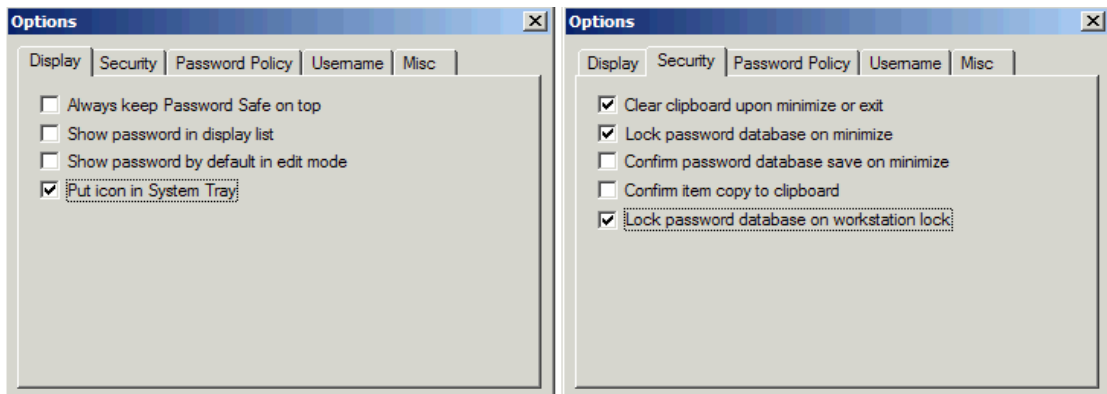 Options
Display Security Password Policy Username Misc
Always keep Password Safe on top
Show password in display list
Show password by default in edit mode
Put icon in System Tray
Options
Display Security Password Policy Username Misc
Clear clipboard upon minimize or exit
Lock password database on minimize
Confirm password database save on minimize
Confirm item copy to clipboard
Lock password database on workstation lock